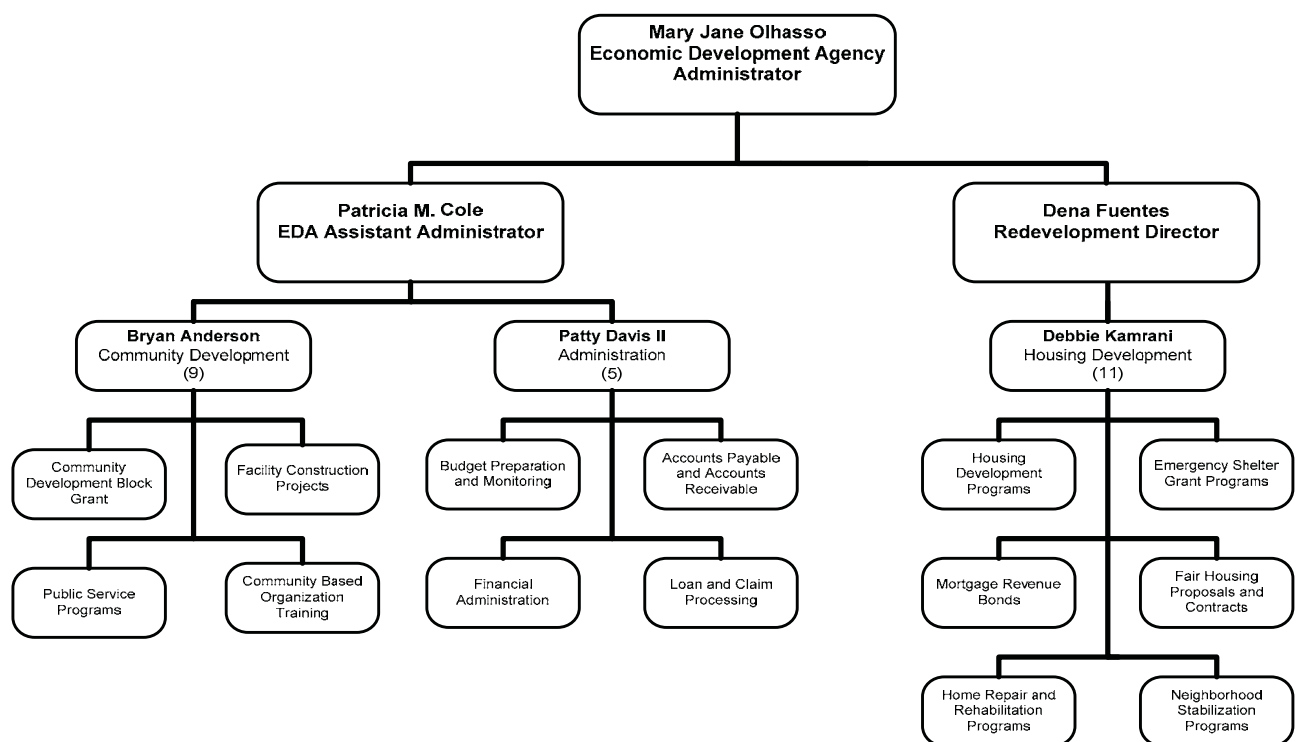 Mary Jane Olhasso
Economic Development Agency
Administrator
Patricia M. Cole
EDA Assistant Administrator
Dena Fuentes
Redevelopment Director
Bryan Anderson
Community Development
(9)
Patty Davis II
Administration
(5)
Debbie Kamrani
Housing Development
(11)
Community
Development Block
Grant
Facility Construction
Projects
Public Service
Programs
Community Based
Organization
Training
Budget Preparation
and Monitoring
Accounts Payable
and Accounts
Receivable
Financial
Administration
Loan and Claim
Processing
Housing
Development
Programs
Emergency Shelter
Grant Programs
Mortgage Revenue
Bonds
Fair Housing
Proposals and
Contracts
Home Repair and
Rehabilitation
Programs
Neighborhood
Stabilization
Programs